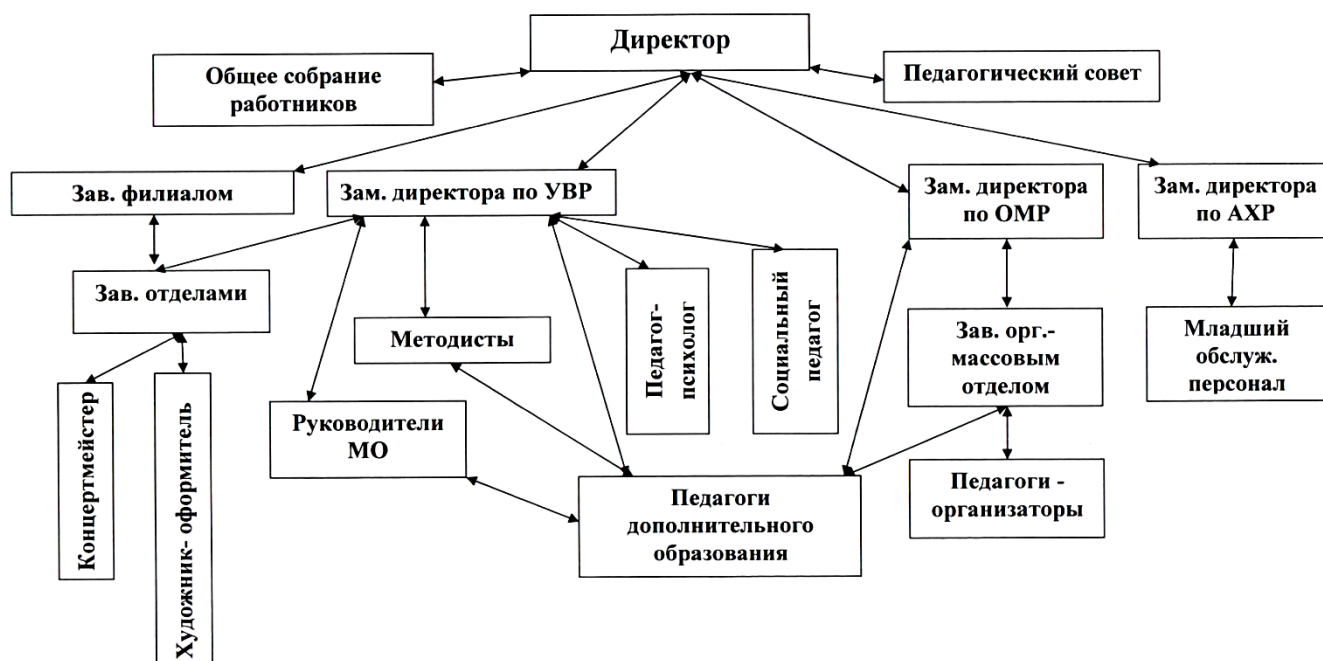 Директор
Общее собрание
работников
Педагогический совет
Зав. филиалом
Зам. директора по УВР
Зам. директора
по ОМР
Зам. директора
по АХР
Зав. отделами
Методисты
Педагог-
психолог
Социальный
педагог
Зав. орг.-
массовым
отделом
Младший
обслуж.
персонал
Концертмейстер
Художник- оформитель
Руководители
МО
Педагоги
дополнительного
образования
Педагоги -
организаторы